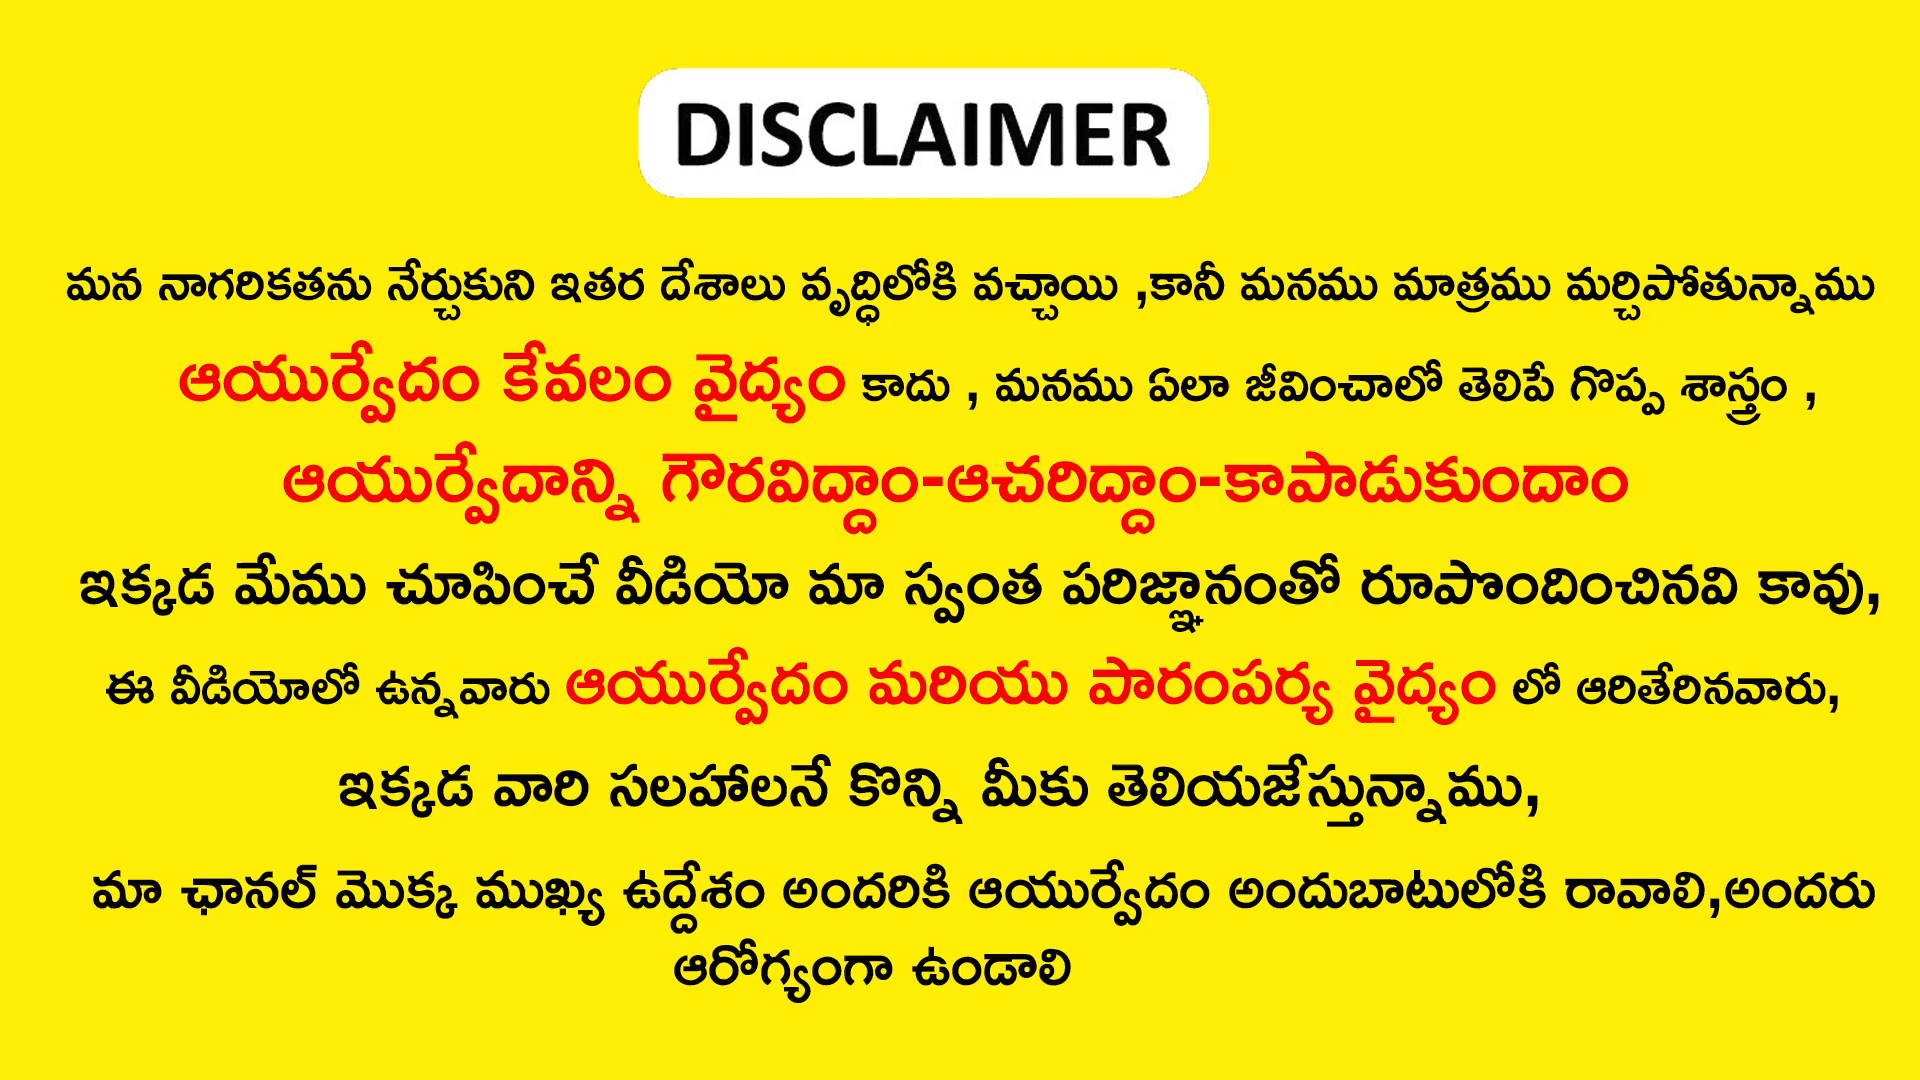 DISCLAIMER
మన నాగరికతను నేర్చుకుని ఇతర దేశాలు వృద్ధిలోకి వచ్చాయి ,కానీ మనము మాత్రము మర్చిపోతున్నాము
ఆయుర్వేదం కేవలం వైద్యం కాదు , మనము ఏలా జీవించాలో తెలిపే గొప్ప శాస్త్రం ,
ఆయుర్వేదాన్ని గౌరవిద్దాం-ఆచరిద్దాం-కాపాడుకుందాం
ఇక్కడ మేము చూపించే వీడియో మా స్వంత పరిజ్ఞానంతో రూపొందించినవి కావు,
ఈ వీడియోలో ఉన్నవారు ఆయుర్వేదం మరియు పారంపర్య వైద్యం లో ఆరితేరినవారు,
ఇక్కడ వారి సలహాలనే కొన్ని మీకు తెలియజేస్తున్నాము,
మా ఛానల్ మొక్క ముఖ్య ఉద్దేశం అందరికి ఆయుర్వేదం అందుబాటులోకి రావాలి,అందరు
ఆరోగ్యంగా ఉండాలి